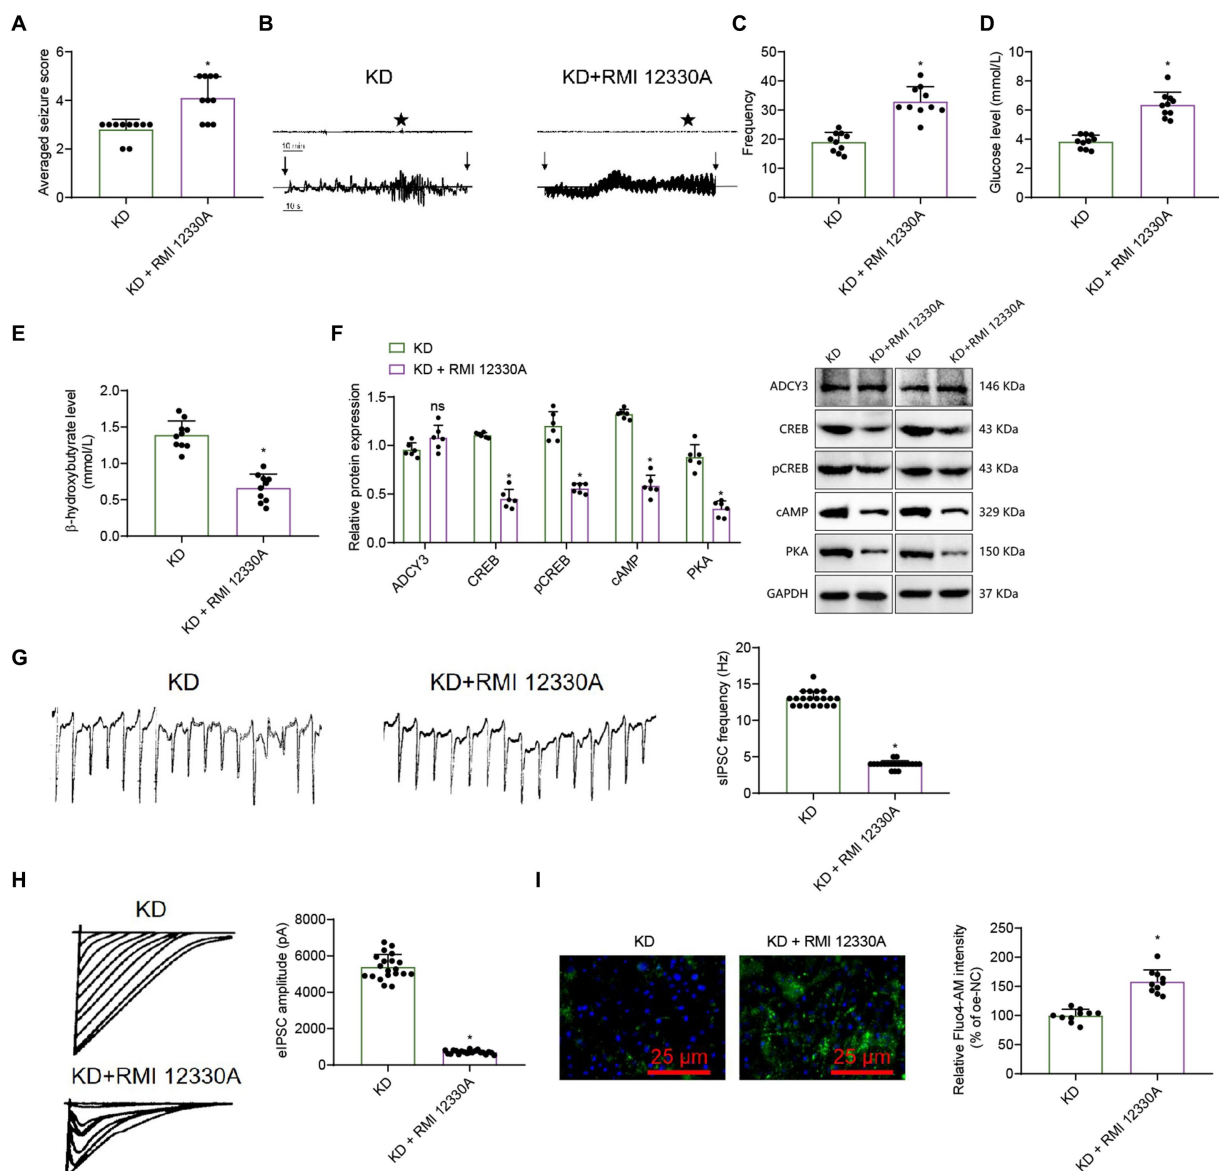 A
Averaged seizure score
6
4
2
0
KD
KD + RMI 12330A
*
B
KD
KD+RMI 12330A
10 min
10 s
C
Frequency
50
40
30
20
10
0
KD
KD + RMI 12330A
*
D
Glucose level (mmol/L)
10
8
6
4
2
0
KD
KD + RMI 12330A
*
E
β-hydroxybutyrate level
(mmol/L)
2.0
1.5
1.0
0.5
0.0
KD
KD + RMI 12330A
*
F
KD
KD + RMI 12330A
Relative protein expression
1.5
1.0
0.5
0.0
ns
*
*
*
*
ADCY3
CREB
pCREB
cAMP
PKA
KD
KD+RMI 12330A
KD
KD+RMI 12330A
ADCY3
146 KDa
CREB
43 KDa
pCREB
43 KDa
cAMP
329 KDa
PKA
150 KDa
GAPDH
37 KDa
G
KD
KD+RMI 12330A
sIPSC frequency (Hz)
20
15
10
5
0
KD
KD + RMI 12330A
*
H
KD
KD+RMI 12330A
eIPSC amplitude (pA)
8000
6000
4000
2000
0
KD
KD + RMI 12330A
*
I
KD
KD + RMI 12330A
25 µm
25 µm
Relative Fluo4-AM intensity
(% of oe-NC)
250
200
150
100
50
0
KD
KD + RMI 12330A
*